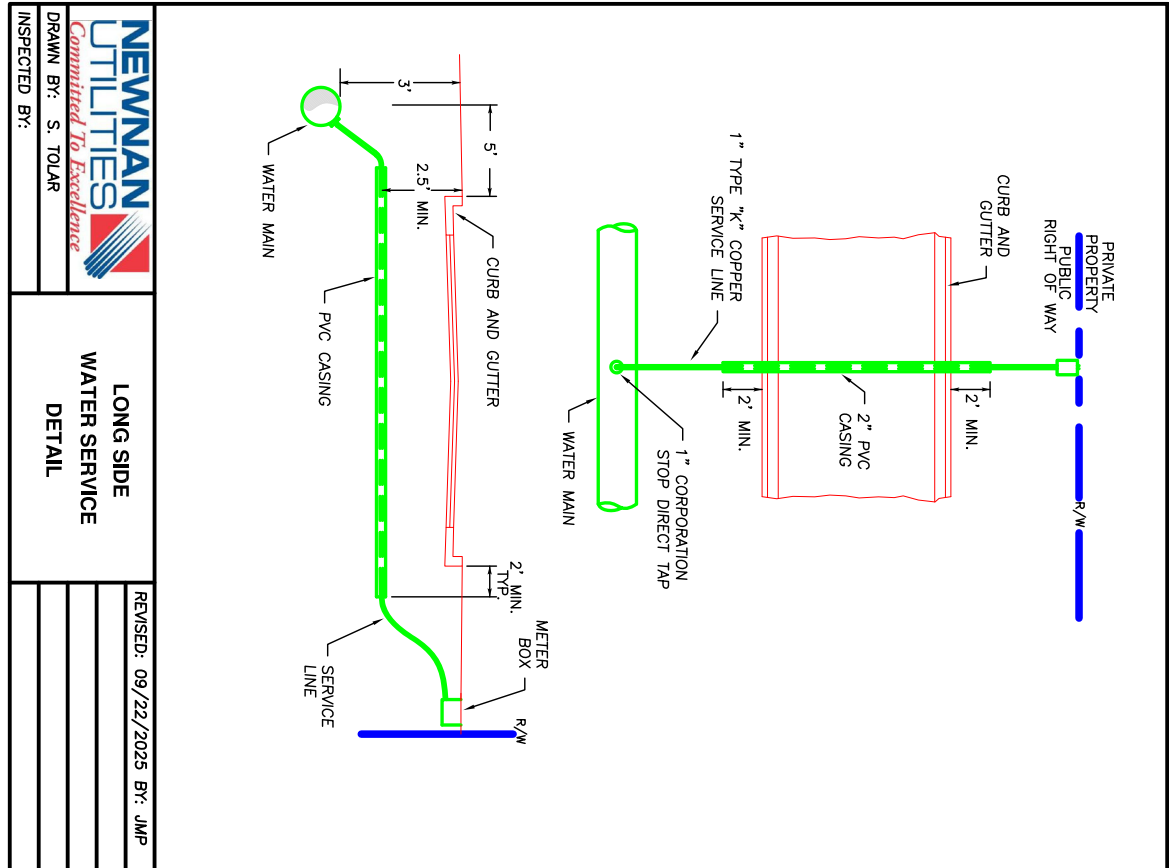 PRIVATE
PROPERTY
PUBLIC
RIGHT OF WAY
R/W
CURB AND
GUTTER
2' MIN.
2" PVC
CASING
2' MIN.
1" TYPE "K" COPPER
SERVICE LINE
1" CORPORATION
STOP DIRECT TAP
WATER MAIN
3'
5'
2.5' MIN.
CURB AND GUTTER
WATER MAIN
PVC CASING
2' MIN.
TYP.
METER
BOX
R/W
SERVICE
LINE
NEWNAN
UTILITIES
Committed To Excellence
DRAWN BY: S. TOLAR
INSPECTED BY:
LONG SIDE
WATER SERVICE
DETAIL
REVISED: 09/22/2025 BY: JMP